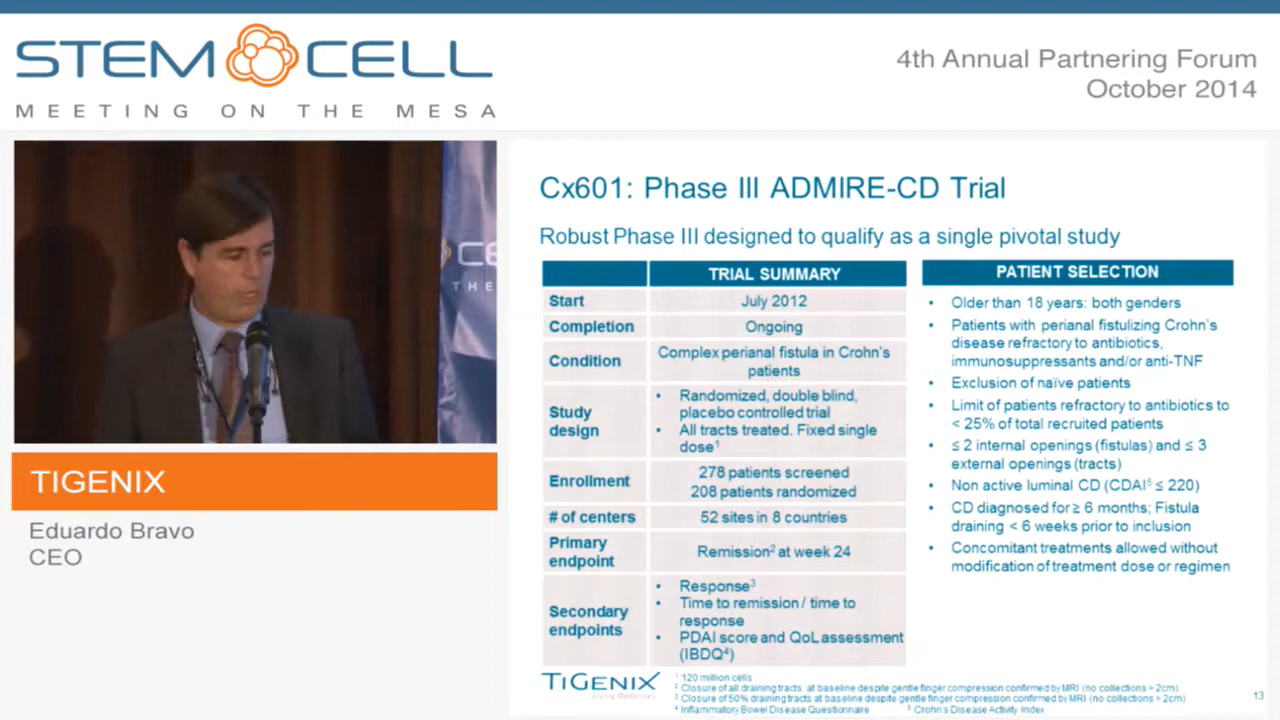 STEM CELL
MEETING ON THE MESA
4th Annual Partnering Forum
October 2014
CE
THE
TIGENIX
Eduardo Bravo
CEO
Cx601: Phase III ADMIRE-CD Trial
Robust Phase III designed to qualify as a single pivotal study
TRIAL SUMMARY
Start
July 2012
Completion
Ongoing
Condition
Complex perianal fistula in Crohn's
patients
Study
design
• Randomized, double blind,
placebo controlled trial
• All tracts treated. Fixed single
dose¹
Enrollment
278 patients screened
208 patients randomized
# of centers
52 sites in 8 countries
Primary
endpoint
Remission² at week 24
Secondary
endpoints
• Response³
• Time to remission / time to
response
• PDAI score and QoL assessment
(IBDQ⁴)
PATIENT SELECTION
• Older than 18 years: both genders
• Patients with perianal fistulizing Crohn's
disease refractory to antibiotics,
immunosuppressants and/or anti-TNF
• Exclusion of naïve patients
• Limit of patients refractory to antibiotics to
< 25% of total recruited patients
• ≤ 2 internal openings (fistulas) and ≤ 3
external openings (tracts)
• Non active luminal CD (CDAI⁵ ≤ 220)
• CD diagnosed for ≥ 6 months; Fistula
draining < 6 weeks prior to inclusion
• Concomitant treatments allowed without
modification of treatment dose or regimen
TiGenix
Living Medicines
¹ 120 million cells
² Closure of all draining tracts at baseline despite gentle finger compression confirmed by MRI (no collections > 2cm)
³ Closure of 50% draining tracts at baseline despite gentle finger compression confirmed by MRI (no collections > 2cm)
⁴ Inflammatory Bowel Disease Questionnaire ⁵ Crohn's Disease Activity Index
13